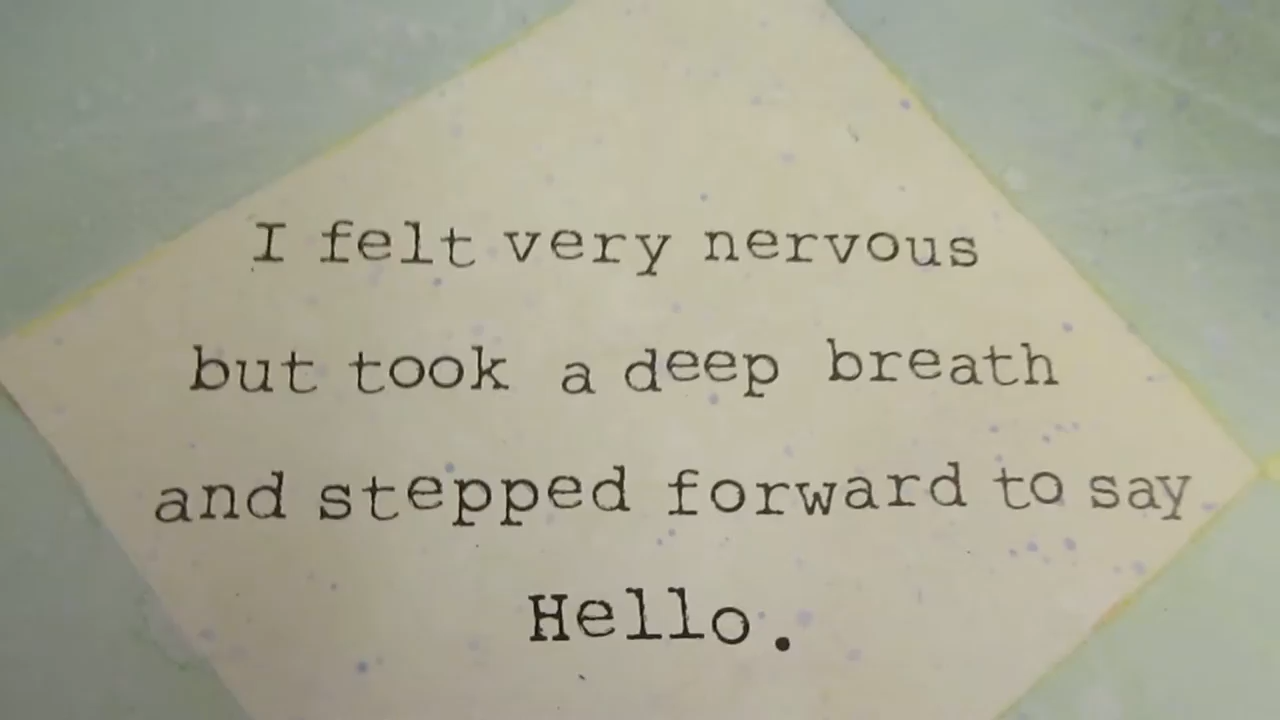 I felt very nervous
but took a deep breath
and stepped forward to say
Hello.